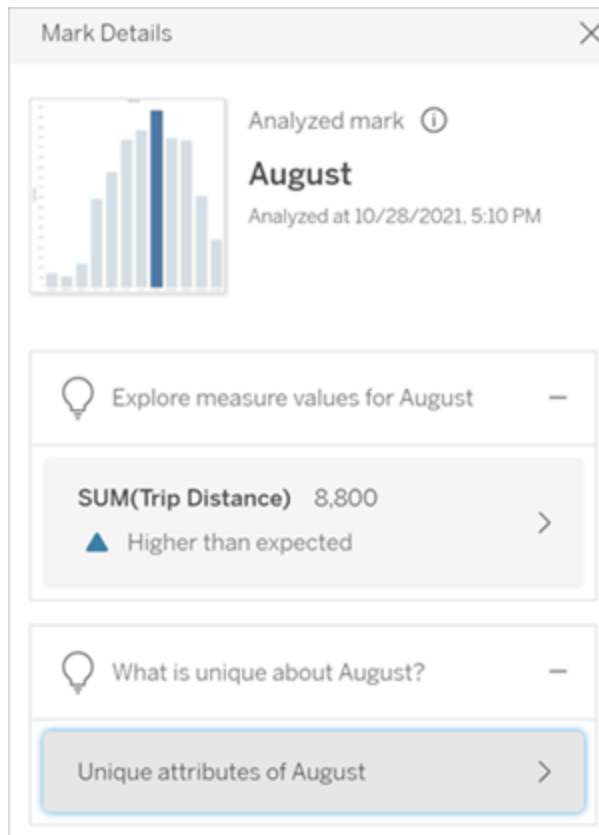 Mark Details
Analyzed mark
August
Analyzed at 10/28/2021, 5:10 PM
Explore measure values for August
SUM(Trip Distance) 8,800
Higher than expected
What is unique about August?
Unique attributes of August